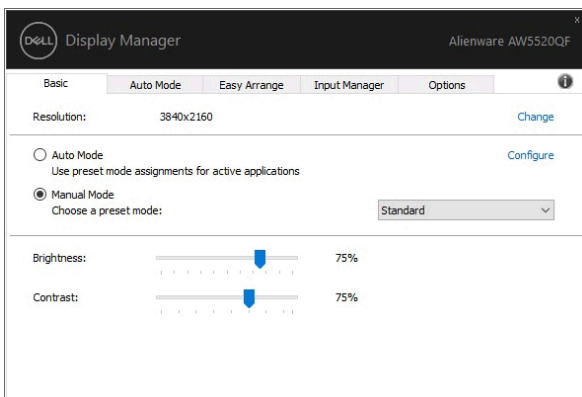 DELL Display Manager Alienware AW5520QF x
Basic Auto Mode Easy Arrange Input Manager Options i
Resolution: 3840x2160 Change
Auto Mode Configure
Use preset mode assignments for active applications
Manual Mode
Choose a preset mode: Standard
Brightness: 75%
Contrast: 75%